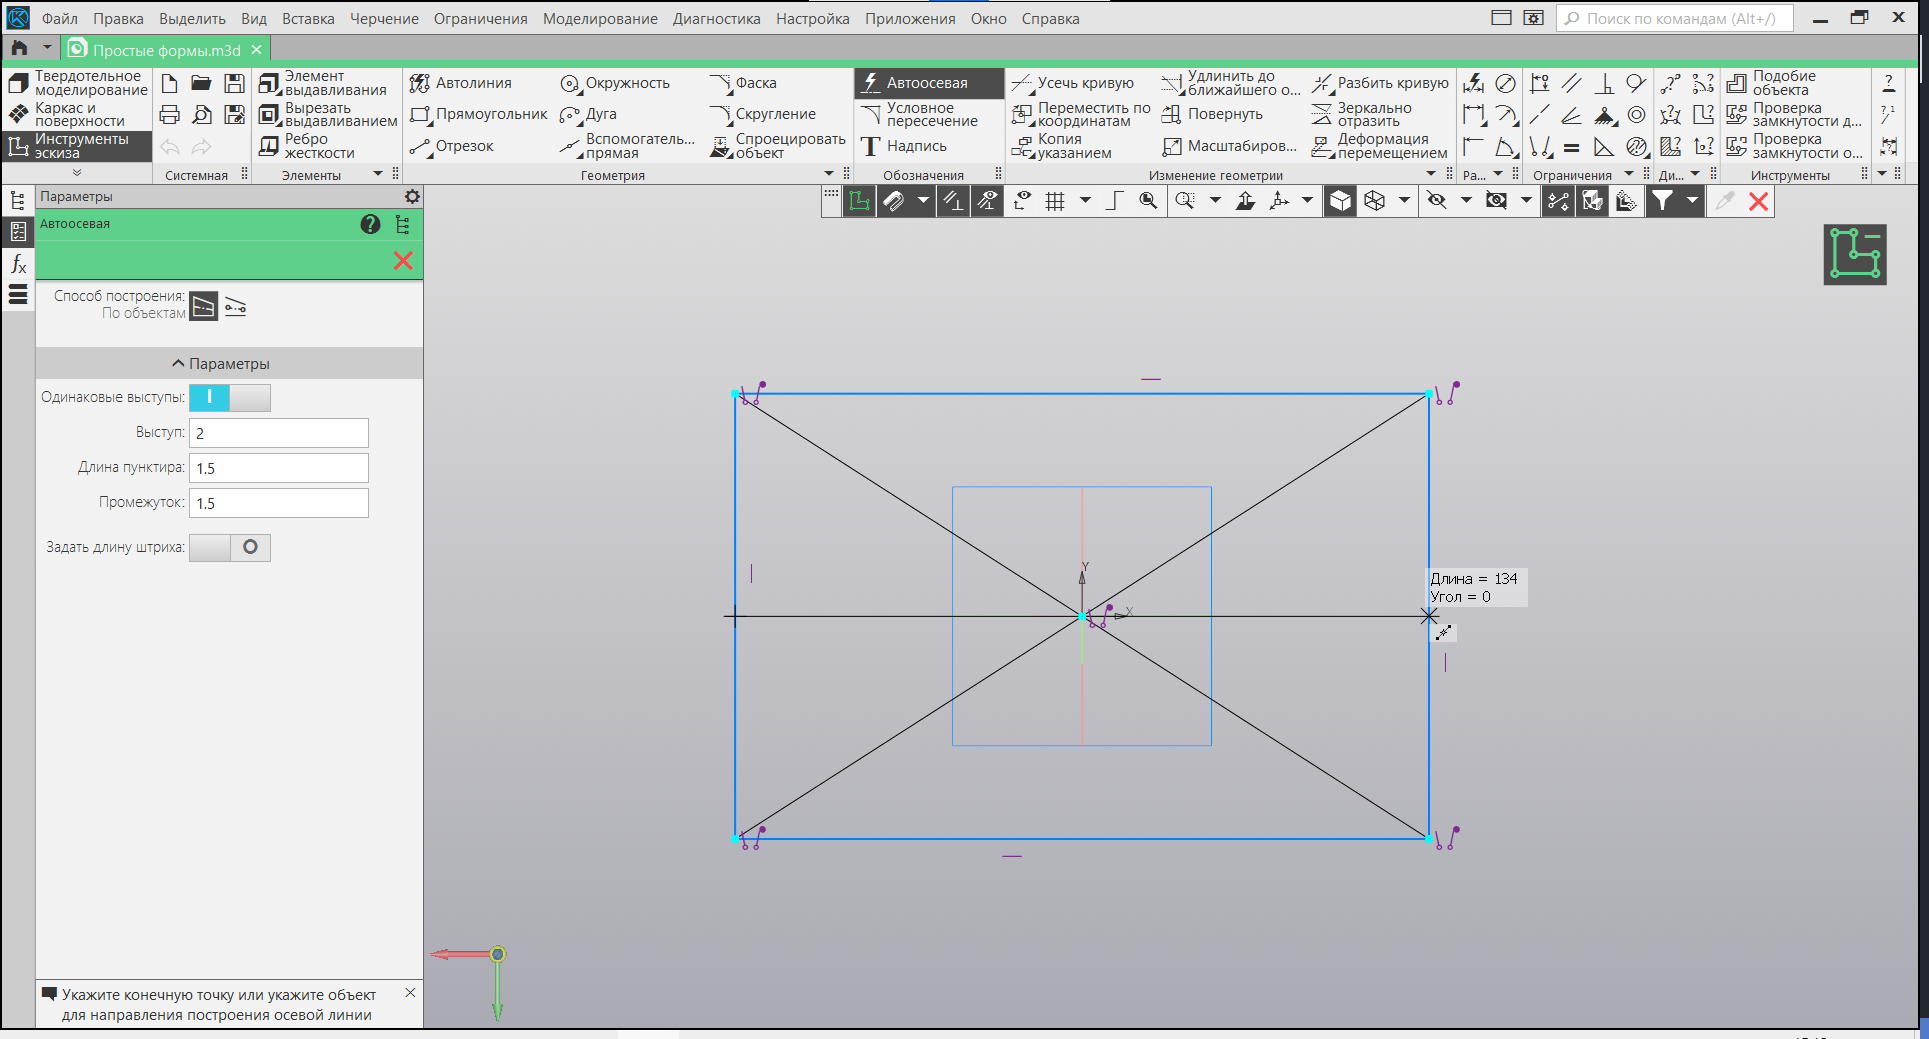 Файл Правка Выделить Вид Вставка Черчение Ограничения Моделирование Диагностика Настройка Приложения Окно Справка
Поиск по командам (Alt+/)
Простые формы.m3d
Твердотельное
моделирование
Каркас и
поверхности
Инструменты
эскиза
Системная
Элемент
выдавливания
Вырезать
выдавливанием
Ребро
жесткости
Элементы
Автолиния
Окружность
Фаска
Прямоугольник
Дуга
Скругление
Отрезок
Вспомогатель...
прямая
Спроецировать
объект
Геометрия
Автоосевая
Условное
пересечение
Надпись
Обозначения
Усечь кривую
Удлинить до
ближайшего о...
Разбить кривую
Переместить по
координатам
Повернуть
Зеркально
отразить
Копия
указанием
Масштабиров...
Деформация
перемещением
Изменение геометрии
Ра...
Ограничения
Ди...
Подобие
объекта
Проверка
замкнутости д...
Проверка
замкнутости о...
Инструменты
Параметры
Автоосевая
Способ построения:
По объектам
Параметры
Одинаковые выступы:
Выступ: 2
Длина пунктира: 1.5
Промежуток: 1.5
Задать длину штриха:
Y
X
Длина = 134
Угол = 0
Укажите конечную точку или укажите объект
для направления построения осевой линии